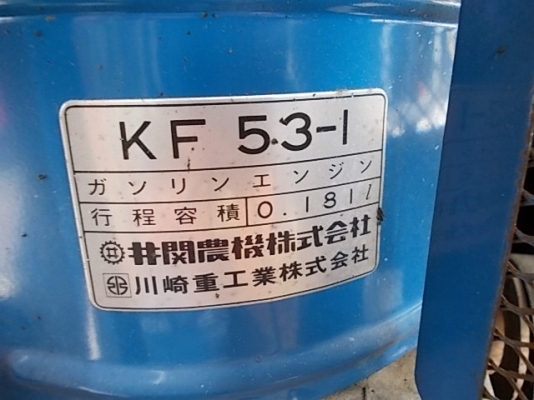 KF 53-1
ガソリンエンジン
行程容積 0.181l
井関農機株式会社
川崎重工業株式会社